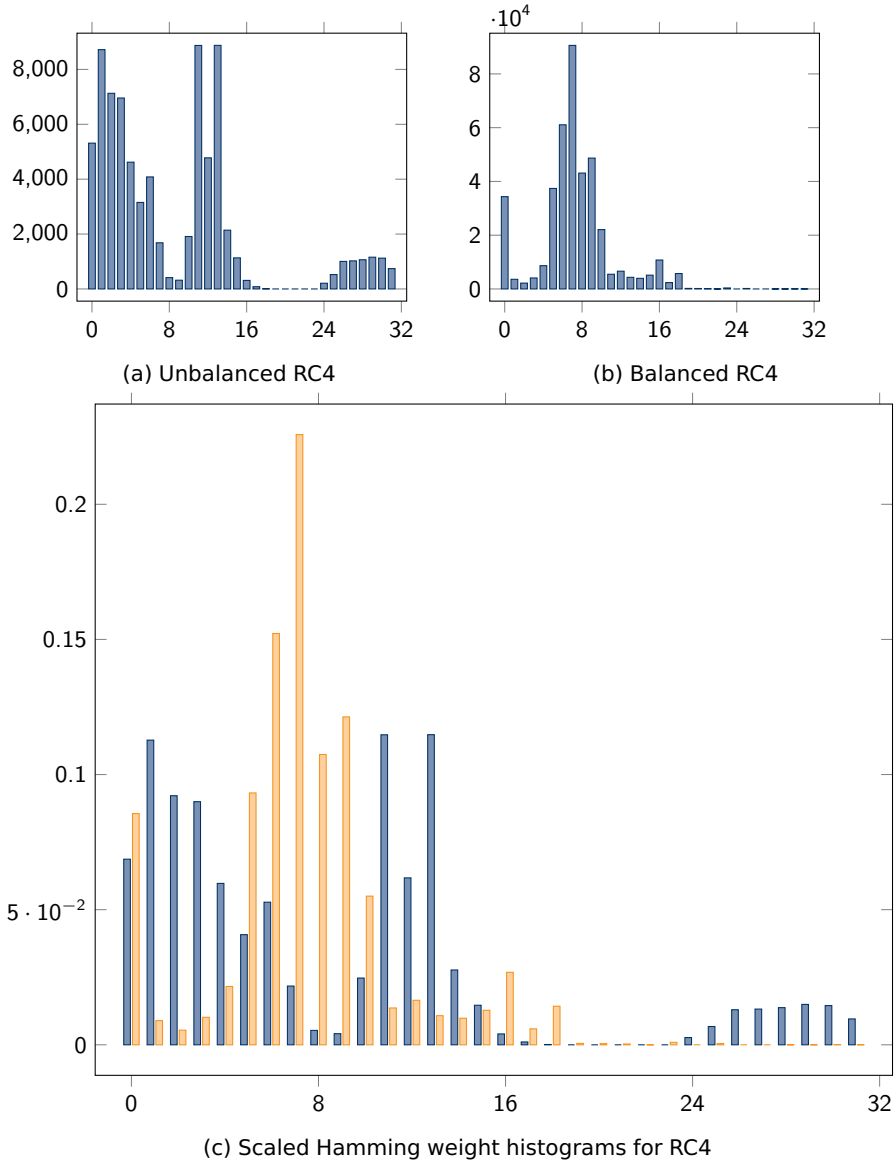 8,000
6,000
4,000
2,000
0
0 8 16 24 32
(a) Unbalanced RC4
·10⁴
8
6
4
2
0
0 8 16 24 32
(b) Balanced RC4
0.2
0.15
0.1
5 · 10⁻²
0
0 8 16 24 32
(c) Scaled Hamming weight histograms for RC4